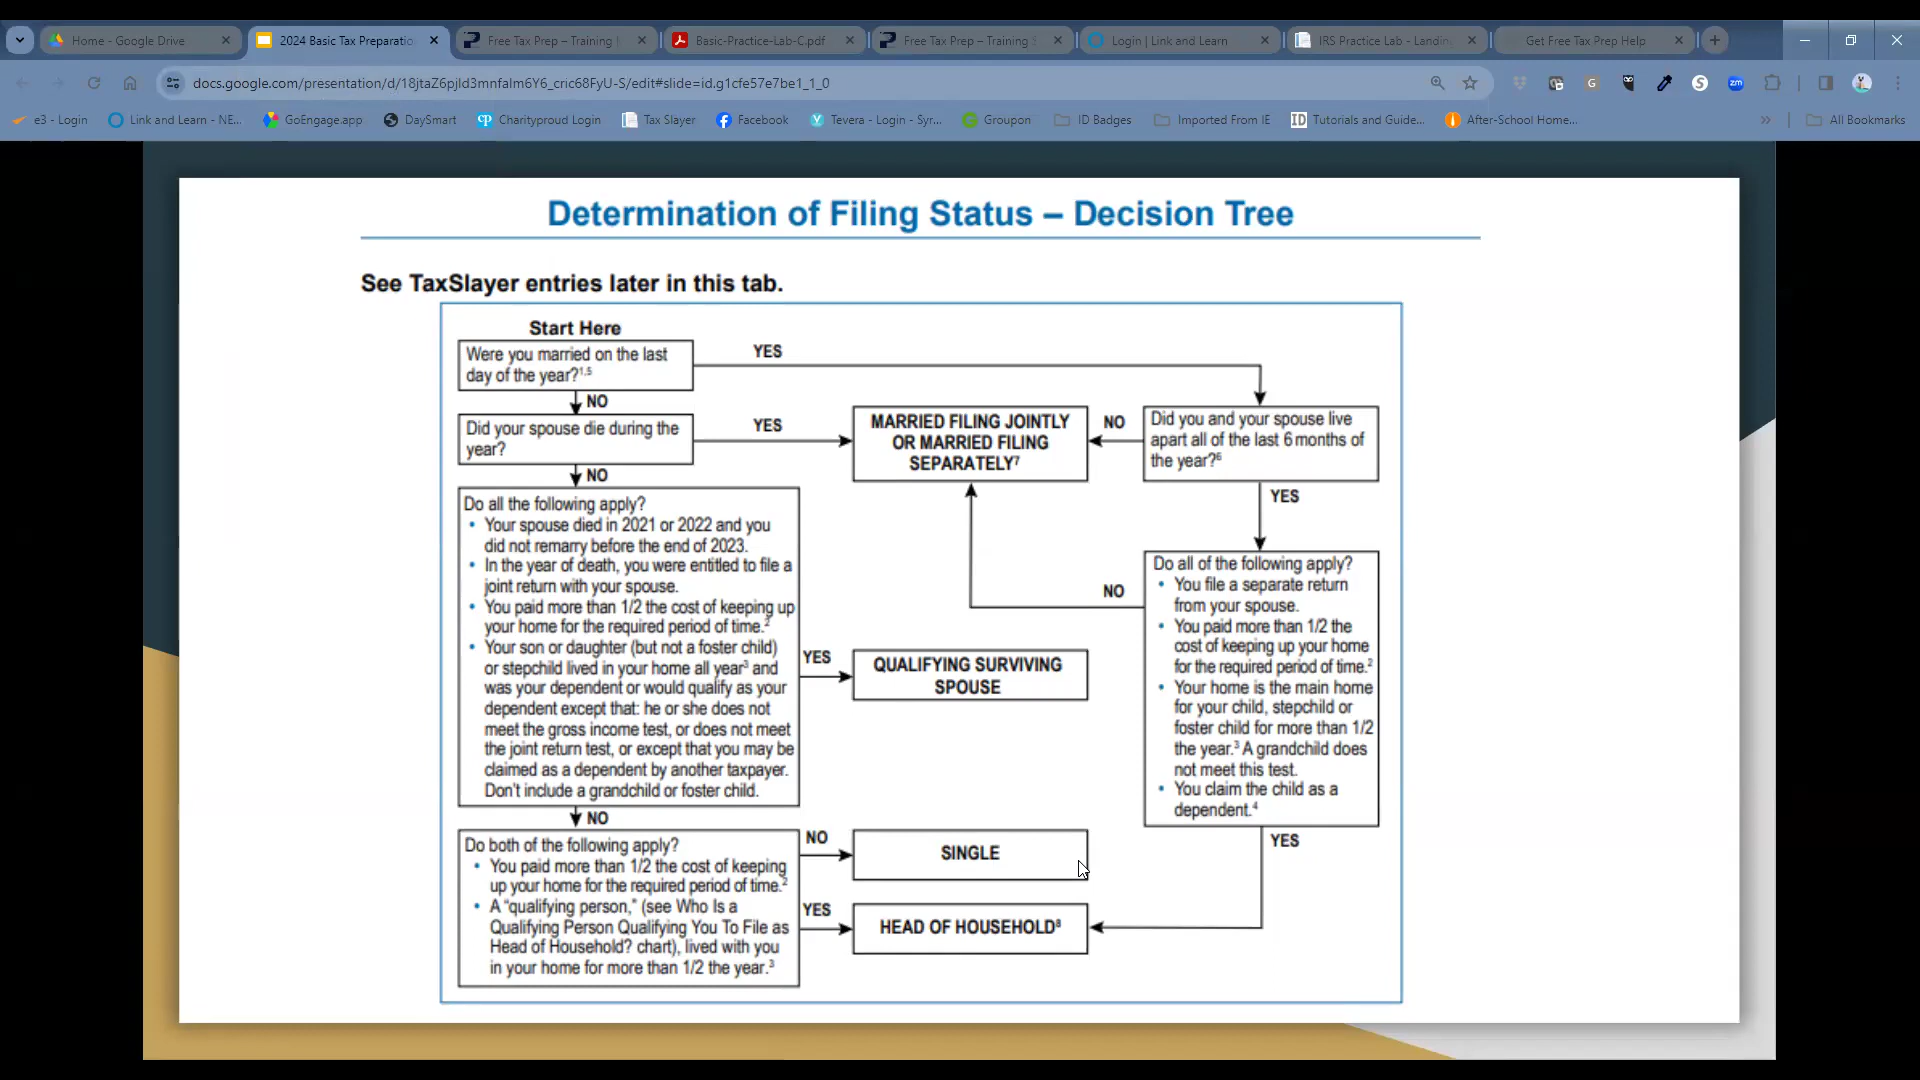 Home - Google Drive
2024 Basic Tax Preparatio
Free Tax Prep – Training
Basic-Practice-Lab-C.pdf
Free Tax Prep – Training
Login | Link and Learn
IRS Practice Lab - Landin
Get Free Tax Prep Help
docs.google.com/presentation/d/18jtaZ6pjld3mnfalm6Y6_cric68FyU-S/edit#slide=id.g1cfe57e7be1_1_0
e3 - Login
Link and Learn - NE...
GoEngage.app
DaySmart
Charityproud Login
Tax Slayer
Facebook
Tevera - Login - Syr...
Groupon
ID Badges
Imported From IE
Tutorials and Guide...
After-School Home...
All Bookmarks
Determination of Filing Status – Decision Tree
See TaxSlayer entries later in this tab.
Start Here
Were you married on the last
day of the year?1,5
YES
NO
Did your spouse die during the
year?
YES
MARRIED FILING JOINTLY
OR MARRIED FILING
SEPARATELY7
NO
Did you and your spouse live
apart all of the last 6 months of
the year?6
NO
YES
Do all the following apply?
• Your spouse died in 2021 or 2022 and you
did not remarry before the end of 2023.
• In the year of death, you were entitled to file a
joint return with your spouse.
• You paid more than 1/2 the cost of keeping up
your home for the required period of time.2
• Your son or daughter (but not a foster child)
or stepchild lived in your home all year3 and
was your dependent or would qualify as your
dependent except that: he or she does not
meet the gross income test, or does not meet
the joint return test, or except that you may be
claimed as a dependent by another taxpayer.
Don't include a grandchild or foster child.
YES
QUALIFYING SURVIVING
SPOUSE
NO
Do all of the following apply?
• You file a separate return
from your spouse.
• You paid more than 1/2 the
cost of keeping up your home
for the required period of time.2
• Your home is the main home
for your child, stepchild or
foster child for more than 1/2
the year.3 A grandchild does
not meet this test.
• You claim the child as a
dependent.4
NO
YES
Do both of the following apply?
• You paid more than 1/2 the cost of keeping
up your home for the required period of time.2
• A "qualifying person," (see Who Is a
Qualifying Person Qualifying You To File as
Head of Household? chart), lived with you
in your home for more than 1/2 the year.3
NO
SINGLE
YES
HEAD OF HOUSEHOLD8